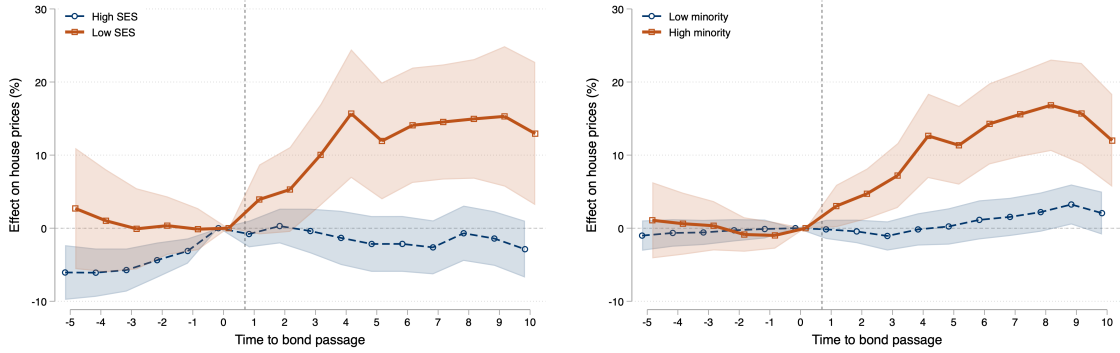 High SES
Low SES
Effect on house prices (%)
30
20
10
0
-10
-5 -4 -3 -2 -1 0 1 2 3 4 5 6 7 8 9 10
Time to bond passage
Low minority
High minority
Effect on house prices (%)
30
20
10
0
-10
-5 -4 -3 -2 -1 0 1 2 3 4 5 6 7 8 9 10
Time to bond passage